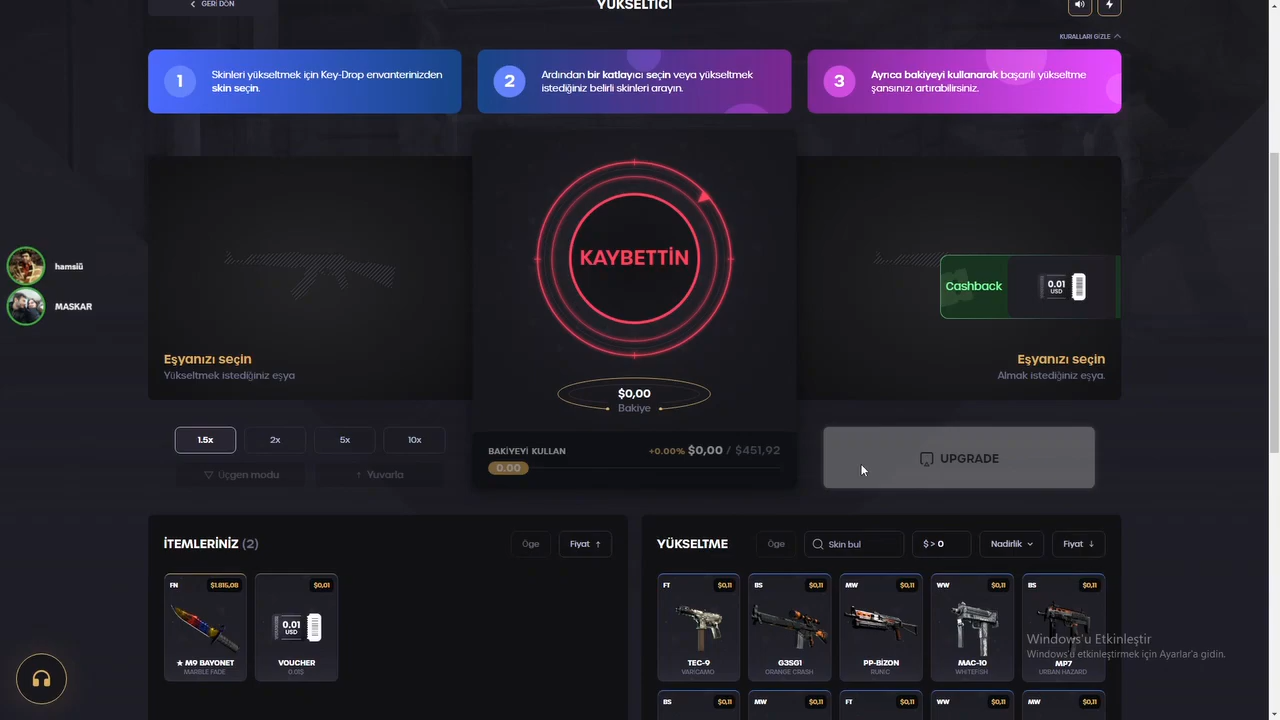 GERİ DÖN
YÜKSELTİCİ
KURALLARI GİZLE
1
Skinleri yükseltmek için Key-Drop envanterinizden
skin seçin.
2
Ardından bir katlayıcı seçin veya yükseltmek
istediğiniz belirli skinleri arayın.
3
Ayrıca bakiyeyi kullanarak başarılı yükseltme
şansınızı artırabilirsiniz.
hamsiü
MASKAR
KAYBETTİN
Cashback
0.01
USD
Eşyanızı seçin
Yükseltmek istediğiniz eşya
Eşyanızı seçin
Almak istediğiniz eşya.
$0,00
Bakiye
1.5x
2x
5x
10x
Üçgen modu
Yuvarla
BAKİYEYİ KULLAN
+0.00% $0,00 / $451,92
0.00
UPGRADE
İTEMLERİNİZ (2)
Öge
Fiyat
YÜKSELTME
Öge
Skin bul
$ > 0
Nadirlik
Fiyat
FN
$1.815,08
★ M9 BAYONET
MARBLE FADE
$0,01
0.01
USD
VOUCHER
0.01$
FT
$0,11
TEC-9
VARICAMO
BS
$0,11
G3SG1
ORANGE CRASH
MW
$0,11
PP-BİZON
RUNIC
WW
$0,11
MAC-10
WHITEFISH
BS
$0,11
MP7
URBAN HAZARD
Windows'u Etkinleştir
Windows'u etkinleştirmek için Ayarlar'a gidin.
BS
$0,11
MW
$0,11
FT
$0,11
WW
$0,11
MW
$0,11